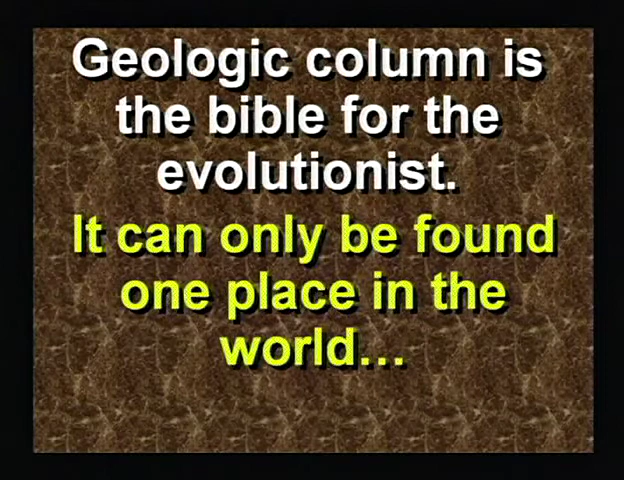 Geologic column is
the bible for the
evolutionist.
It can only be found
one place in the
world…